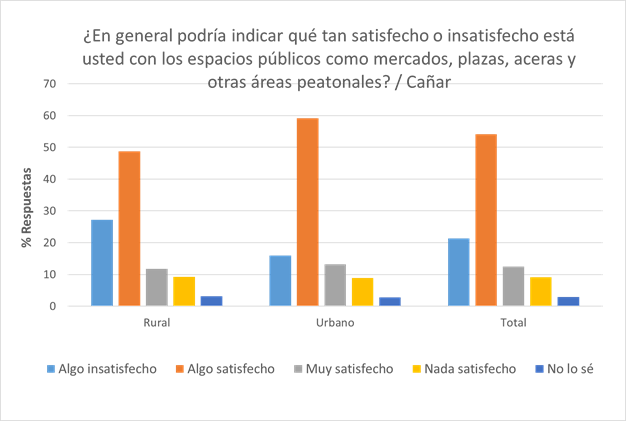 ¿En general podría indicar qué tan satisfecho o insatisfecho está
usted con los espacios públicos como mercados, plazas, aceras y
otras áreas peatonales? / Cañar
% Respuestas
70
60
50
40
30
20
10
0
Rural Urbano Total
Algo insatisfecho Algo satisfecho Muy satisfecho Nada satisfecho No lo sé